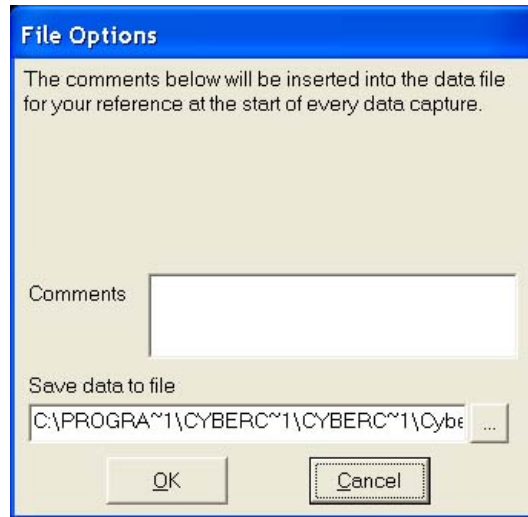 File Options
The comments below will be inserted into the data file
for your reference at the start of every data capture.
Comments
Save data to file
C:\PROGRA~1\CYBERC~1\CYBERC~1\Cybe ...
OK Cancel